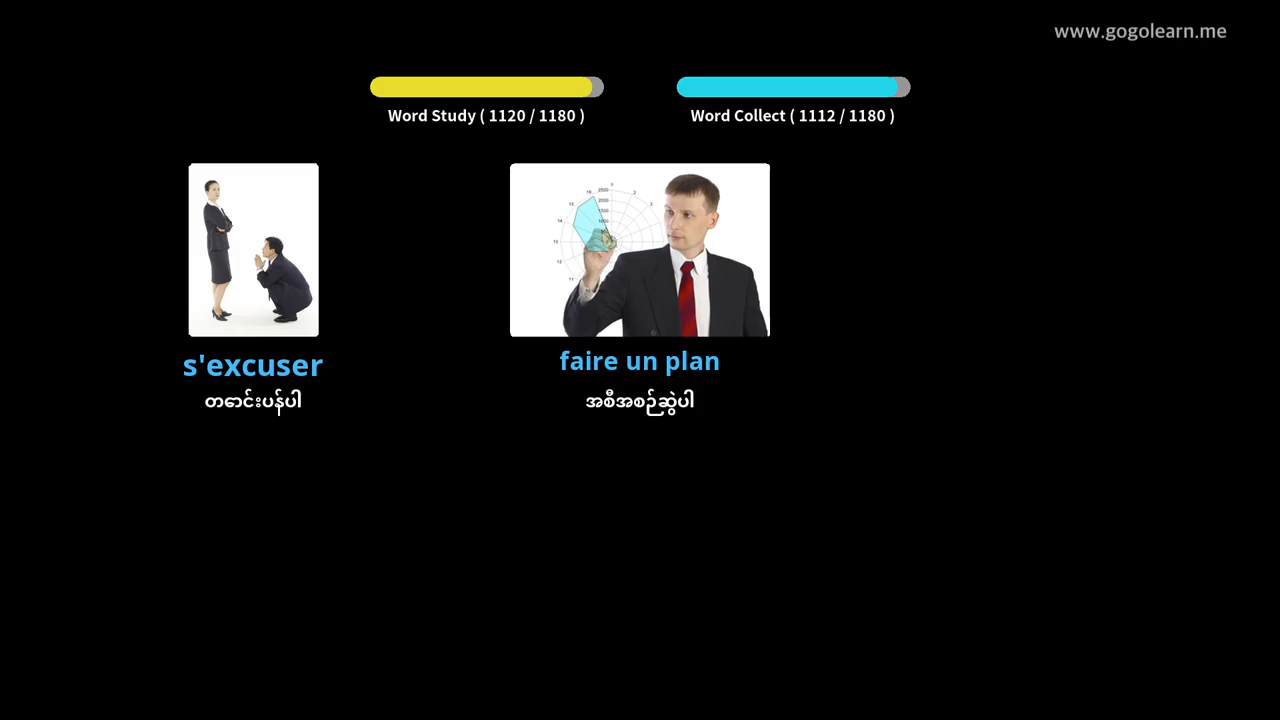 www.gogolearn.me
Word Study ( 1120 / 1180 )
Word Collect ( 1112 / 1180 )
s'excuser
faire un plan
တောင်းပန်ပါ
အစီအစဉ်ဆွဲပါ